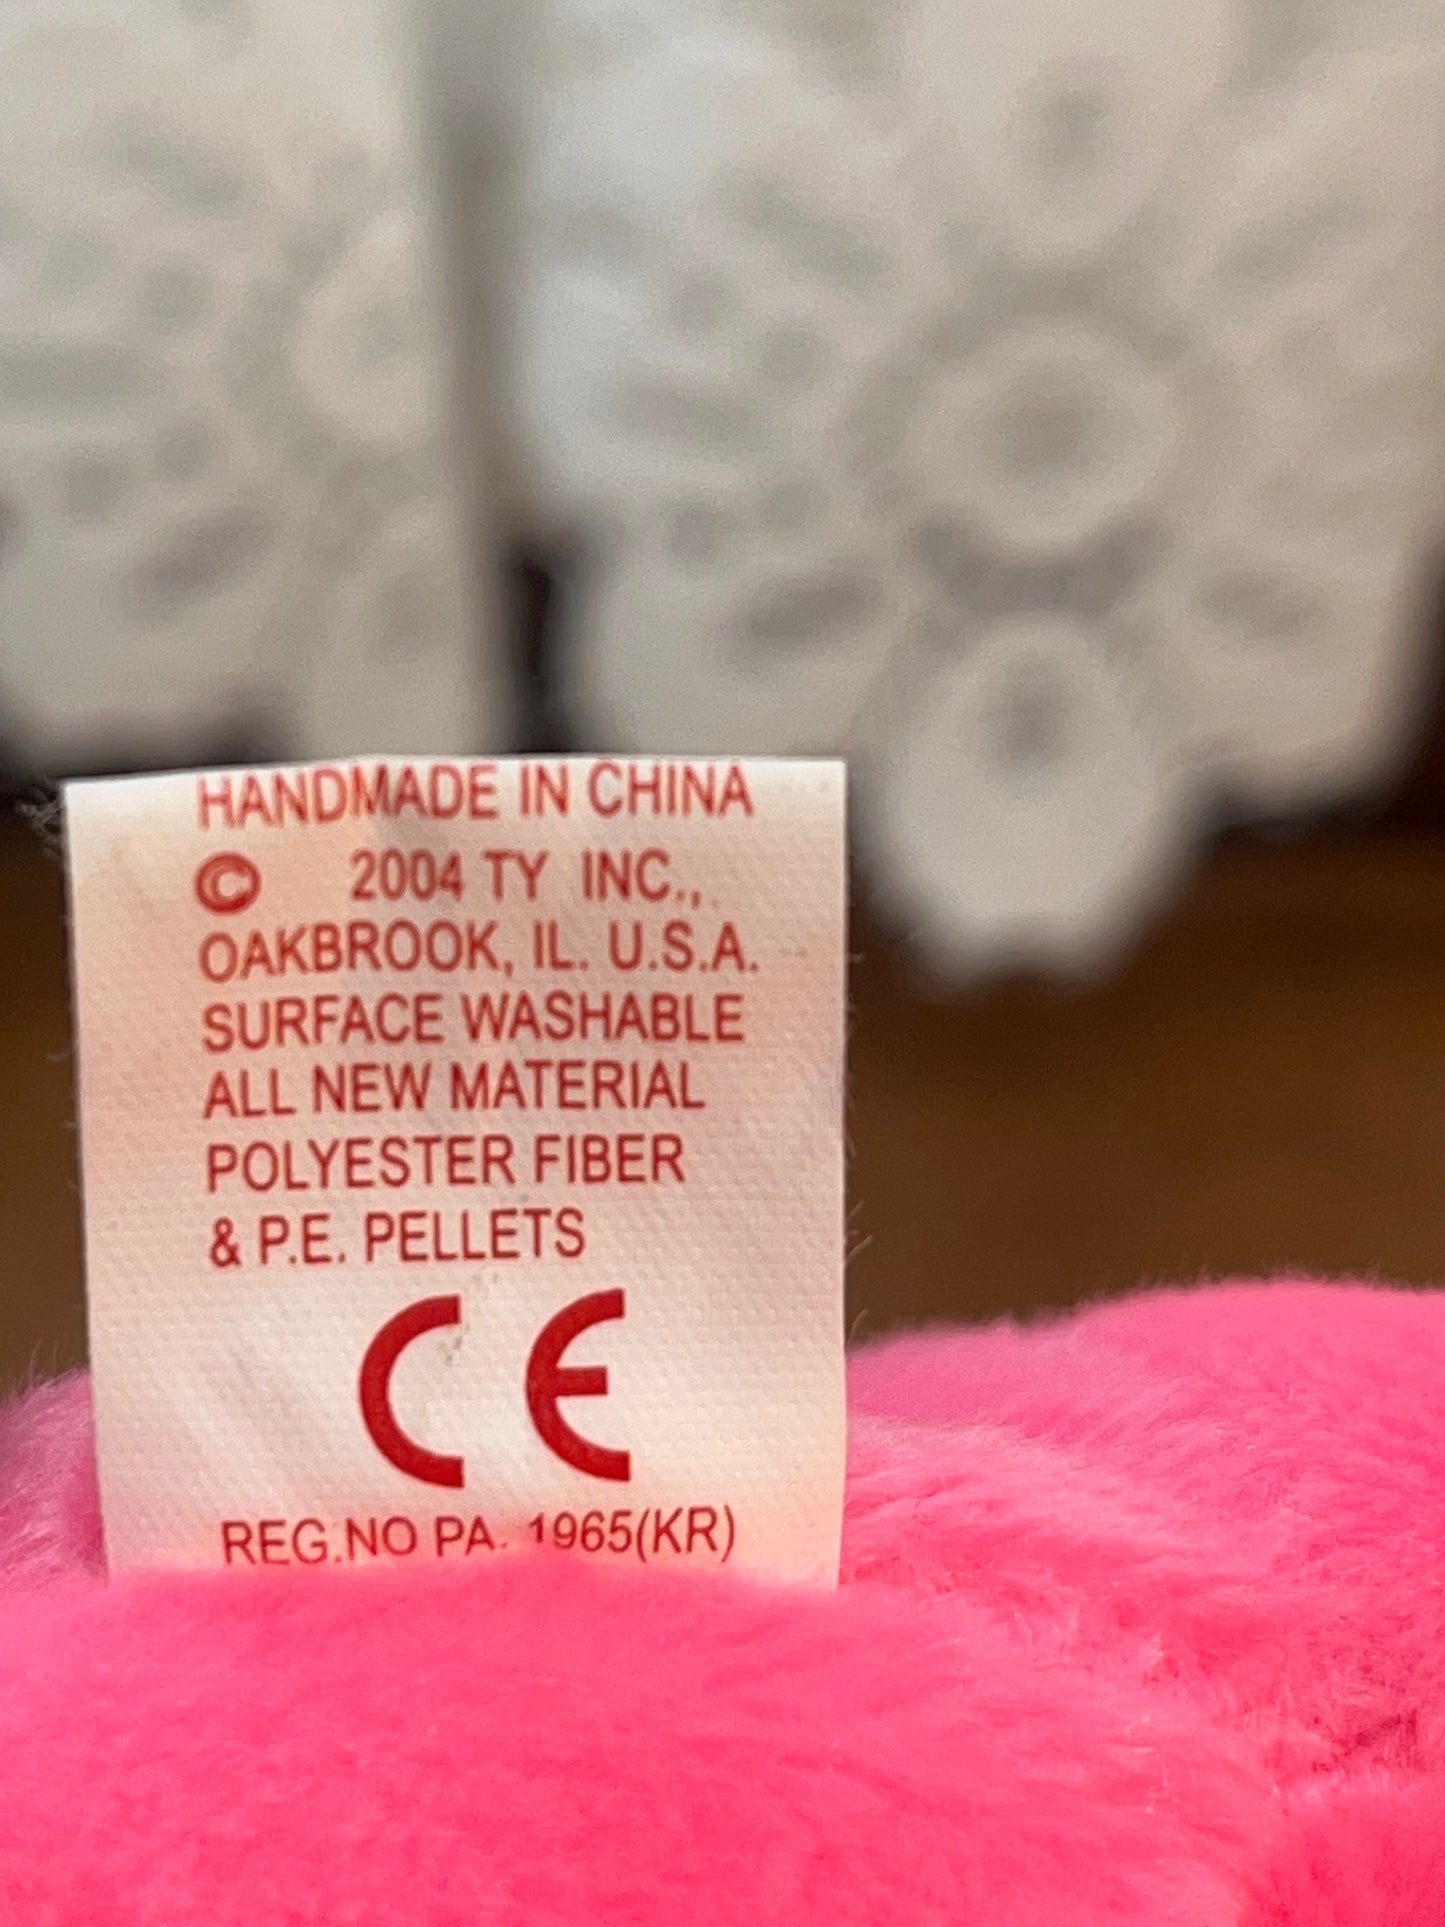 HANDMADE IN CHINA
© 2004 TY INC.,
OAKBROOK, IL. U.S.A.
SURFACE WASHABLE
ALL NEW MATERIAL
POLYESTER FIBER
& P.E. PELLETS
CE
REG.NO PA. 1965(KR)